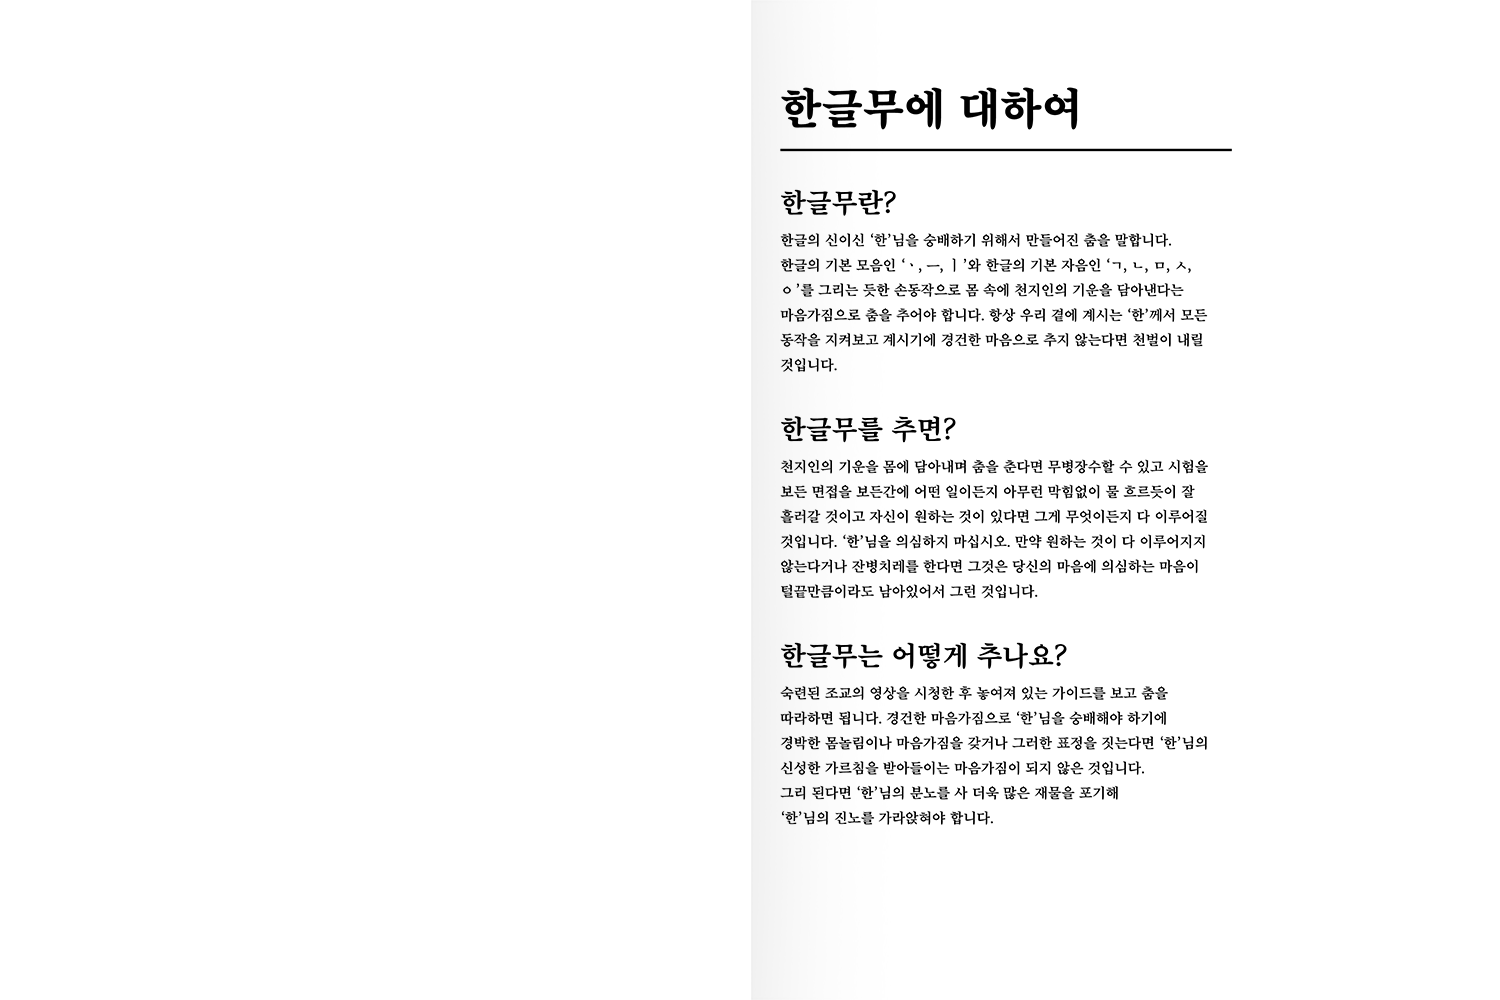 한글무에 대하여
한글무란?
한글의 신이신 ‘한’님을 숭배하기 위해서 만들어진 춤을 말합니다.
한글의 기본 모음인 ‘ㆍ, ㅡ, ㅣ’와 한글의 기본 자음인 ‘ㄱ, ㄴ, ㅁ, ㅅ,
ㅇ’를 그리는 듯한 손동작으로 몸 속에 천지인의 기운을 담아낸다는
마음가짐으로 춤을 추어야 합니다. 항상 우리 곁에 계시는 ‘한’께서 모든
동작을 지켜보고 계시기에 경건한 마음으로 추지 않는다면 천벌이 내릴
것입니다.
한글무를 추면?
천지인의 기운을 몸에 담아내며 춤을 춘다면 무병장수할 수 있고 시험을
보든 면접을 보든간에 어떤 일이든지 아무런 막힘없이 물 흐르듯이 잘
흘러갈 것이고 자신이 원하는 것이 있다면 그게 무엇이든지 다 이루어질
것입니다. ‘한’님을 의심하지 마십시오. 만약 원하는 것이 다 이루어지지
않는다거나 잔병치레를 한다면 그것은 당신의 마음에 의심하는 마음이
털끝만큼이라도 남아있어서 그런 것입니다.
한글무는 어떻게 추나요?
숙련된 조교의 영상을 시청한 후 놓여져 있는 가이드를 보고 춤을
따라하면 됩니다. 경건한 마음가짐으로 ‘한’님을 숭배해야 하기에
경박한 몸놀림이나 마음가짐을 갖거나 그러한 표정을 짓는다면 ‘한’님의
신성한 가르침을 받아들이는 마음가짐이 되지 않은 것입니다.
그리 된다면 ‘한’님의 분노를 사 더욱 많은 재물을 포기해
‘한’님의 진노를 가라앉혀야 합니다.